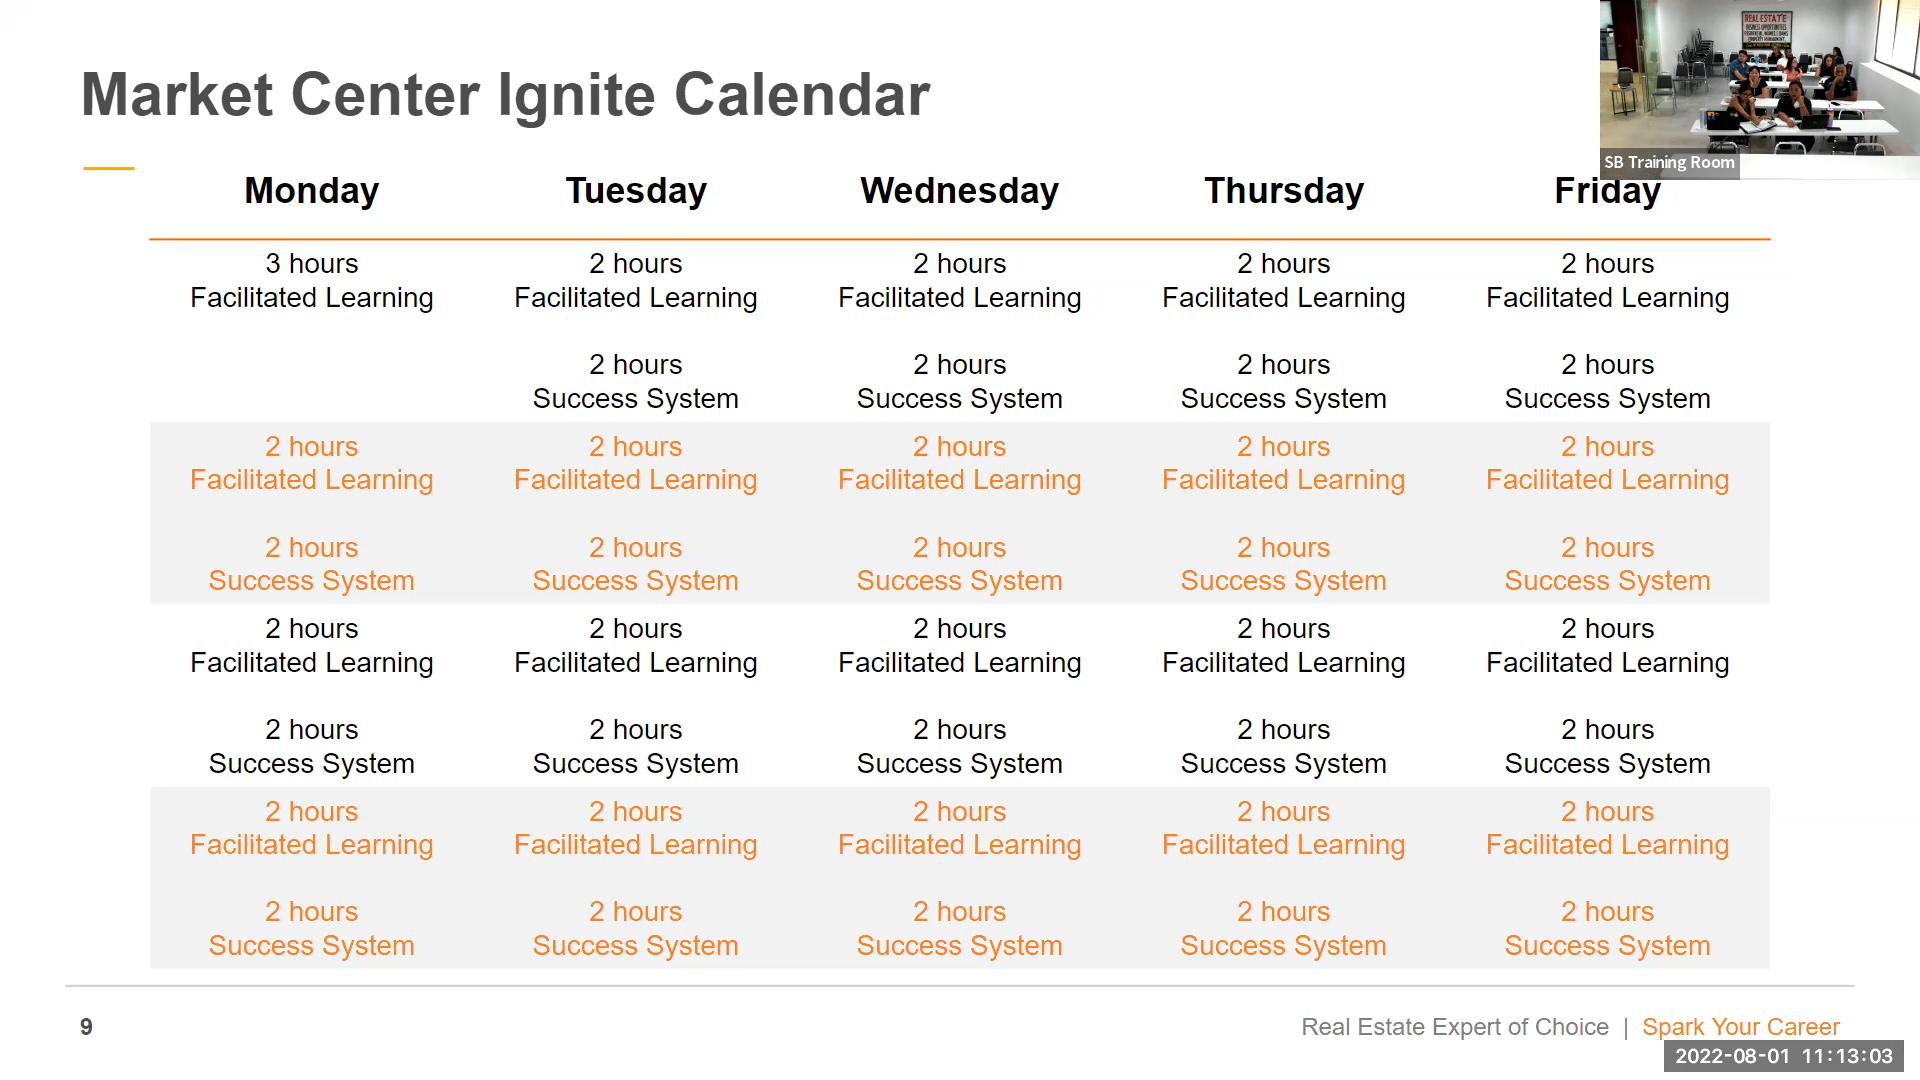 Market Center Ignite Calendar
REAL ESTATE
SB Training Room
Monday Tuesday Wednesday Thursday Friday
3 hours 2 hours 2 hours 2 hours 2 hours
Facilitated Learning Facilitated Learning Facilitated Learning Facilitated Learning Facilitated Learning
2 hours 2 hours 2 hours 2 hours
Success System Success System Success System Success System
2 hours 2 hours 2 hours 2 hours 2 hours
Facilitated Learning Facilitated Learning Facilitated Learning Facilitated Learning Facilitated Learning
2 hours 2 hours 2 hours 2 hours 2 hours
Success System Success System Success System Success System Success System
2 hours 2 hours 2 hours 2 hours 2 hours
Facilitated Learning Facilitated Learning Facilitated Learning Facilitated Learning Facilitated Learning
2 hours 2 hours 2 hours 2 hours 2 hours
Success System Success System Success System Success System Success System
2 hours 2 hours 2 hours 2 hours 2 hours
Facilitated Learning Facilitated Learning Facilitated Learning Facilitated Learning Facilitated Learning
2 hours 2 hours 2 hours 2 hours 2 hours
Success System Success System Success System Success System Success System
9 Real Estate Expert of Choice | Spark Your Career
2022-08-01 11:13:03